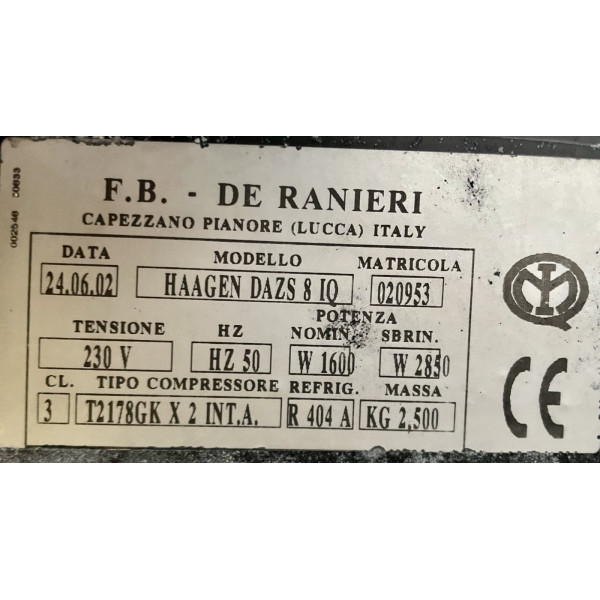 F.B. - DE RANIERI
CAPEZZANO PIANORE (LUCCA) ITALY
DATA MODELLO MATRICOLA
24.06.02 HAAGEN DAZS 8 IQ 020953
POTENZA
TENSIONE HZ NOMIN. SBRIN.
230 V HZ 50 W 1600 W 2850
CL. TIPO COMPRESSORE REFRIG. MASSA
3 T2178GK X 2 INT.A. R 404 A KG 2,500
IMQ
CE